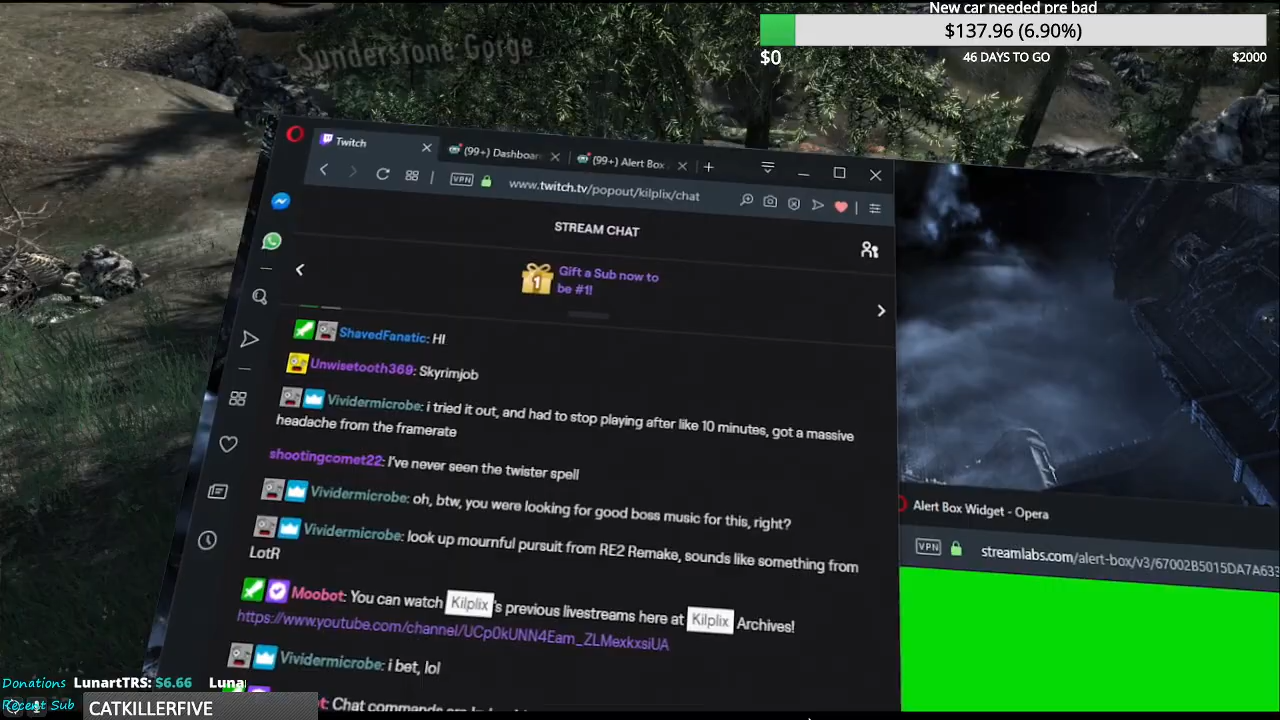 New car needed pre bad
$137.96 (6.90%)
$0
46 DAYS TO GO
$2000
Sunderstone Gorge
Twitch
(99+) Dashboar
(99+) Alert Box
VPN
www.twitch.tv/popout/kilplix/chat
STREAM CHAT
1
Gift a Sub now to
be #1!
ShavedFanatic: HI
Unwisetooth369: Skyrimjob
Vividermicrobe: i tried it out, and had to stop playing after like 10 minutes, got a massive
headache from the framerate
shootingcomet22: I've never seen the twister spell
Vividermicrobe: oh, btw, you were looking for good boss music for this, right?
Vividermicrobe: look up mournful pursuit from RE2 Remake, sounds like something from
LotR
Moobot: You can watch Kilplix's previous livestreams here at Kilplix Archives!
https://www.youtube.com/channel/UCp0kUNN4Eam_ZLMexkxsiUA
Vividermicrobe: i bet, lol
Alert Box Widget - Opera
VPN
streamlabs.com/alert-box/v3/67002B5015DA7A633
Donations LunartTRS: $6.66 Luna
Recent Sub CATKILLERFIVE